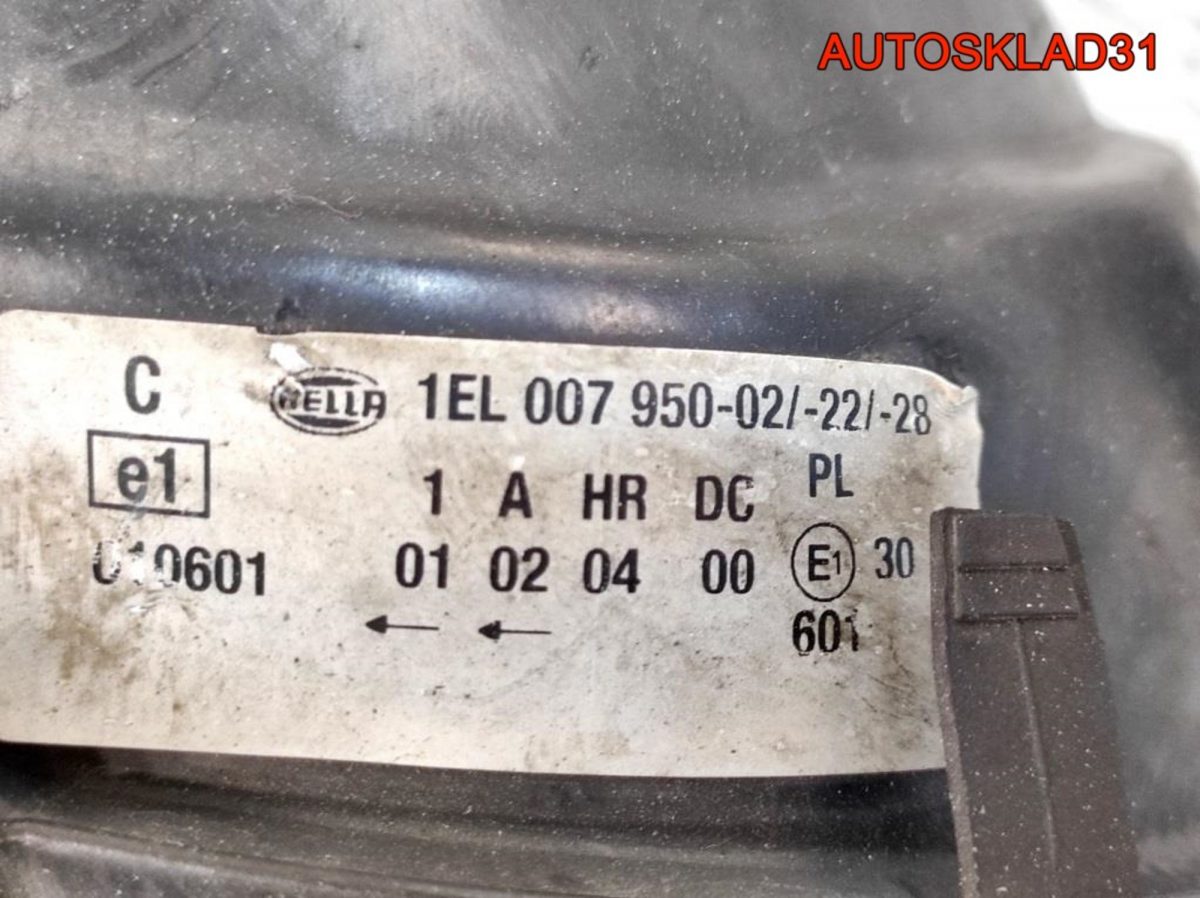 AUTOSKLAD31
C HELLA 1EL 007 950-02/-22/-28
e1 1 A HR DC PL
010601 01 02 04 00 E1 30
← ← 601